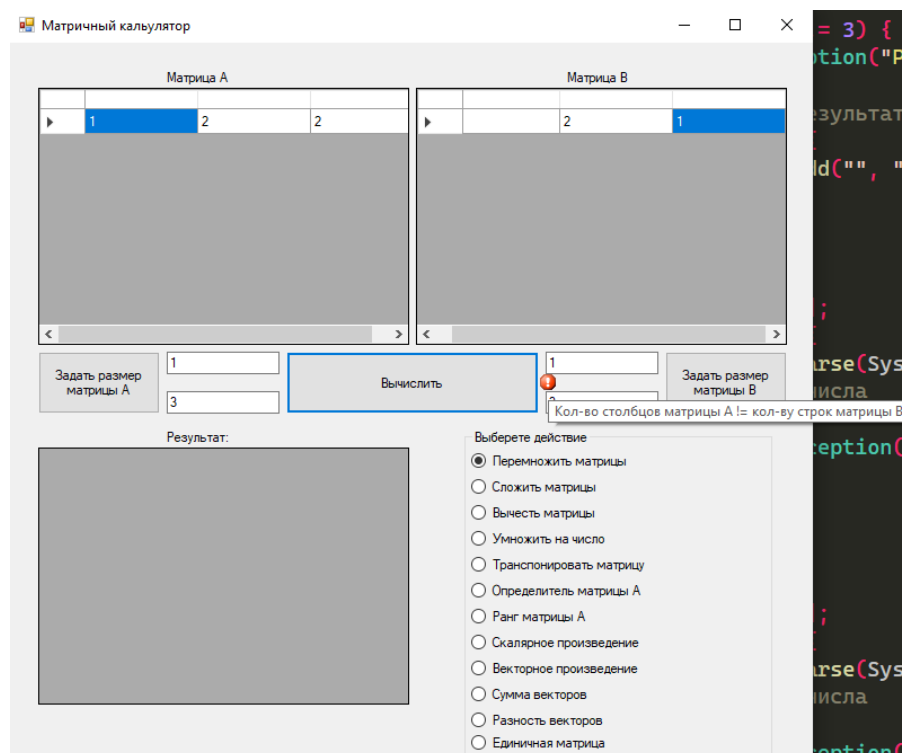 Матричный кальулятор
= 3) {
Матрица A
Матрица B
1 2 2
2 1
Задать размер
матрицы A
1
3
Вычислить
1
Задать размер
матрицы B
Кол-во столбцов матрицы A != кол-ву строк матрицы B
Результат:
Выберете действие
Перемножить матрицы
Сложить матрицы
Вычесть матрицы
Умножить на число
Транспонировать матрицу
Определитель матрицы A
Ранг матрицы A
Скалярное произведение
Векторное произведение
Сумма векторов
Разность векторов
Единичная матрица
ption("P
результат
dd("", "
;
arse(Sys
числа
ception(
;
arse(Sys
числа